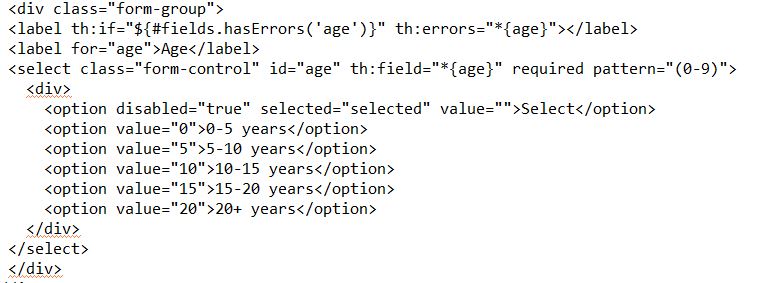 <div class="form-group">
<label th:if="${#fields.hasErrors('age')}" th:errors="*{age}"></label>
<label for="age">Age</label>
<select class="form-control" id="age" th:field="*{age}" required pattern="(0-9)">
<div>
<option disabled="true" selected="selected" value="">Select</option>
<option value="0">0-5 years</option>
<option value="5">5-10 years</option>
<option value="10">10-15 years</option>
<option value="15">15-20 years</option>
<option value="20">20+ years</option>
</div>
</select>
</div>